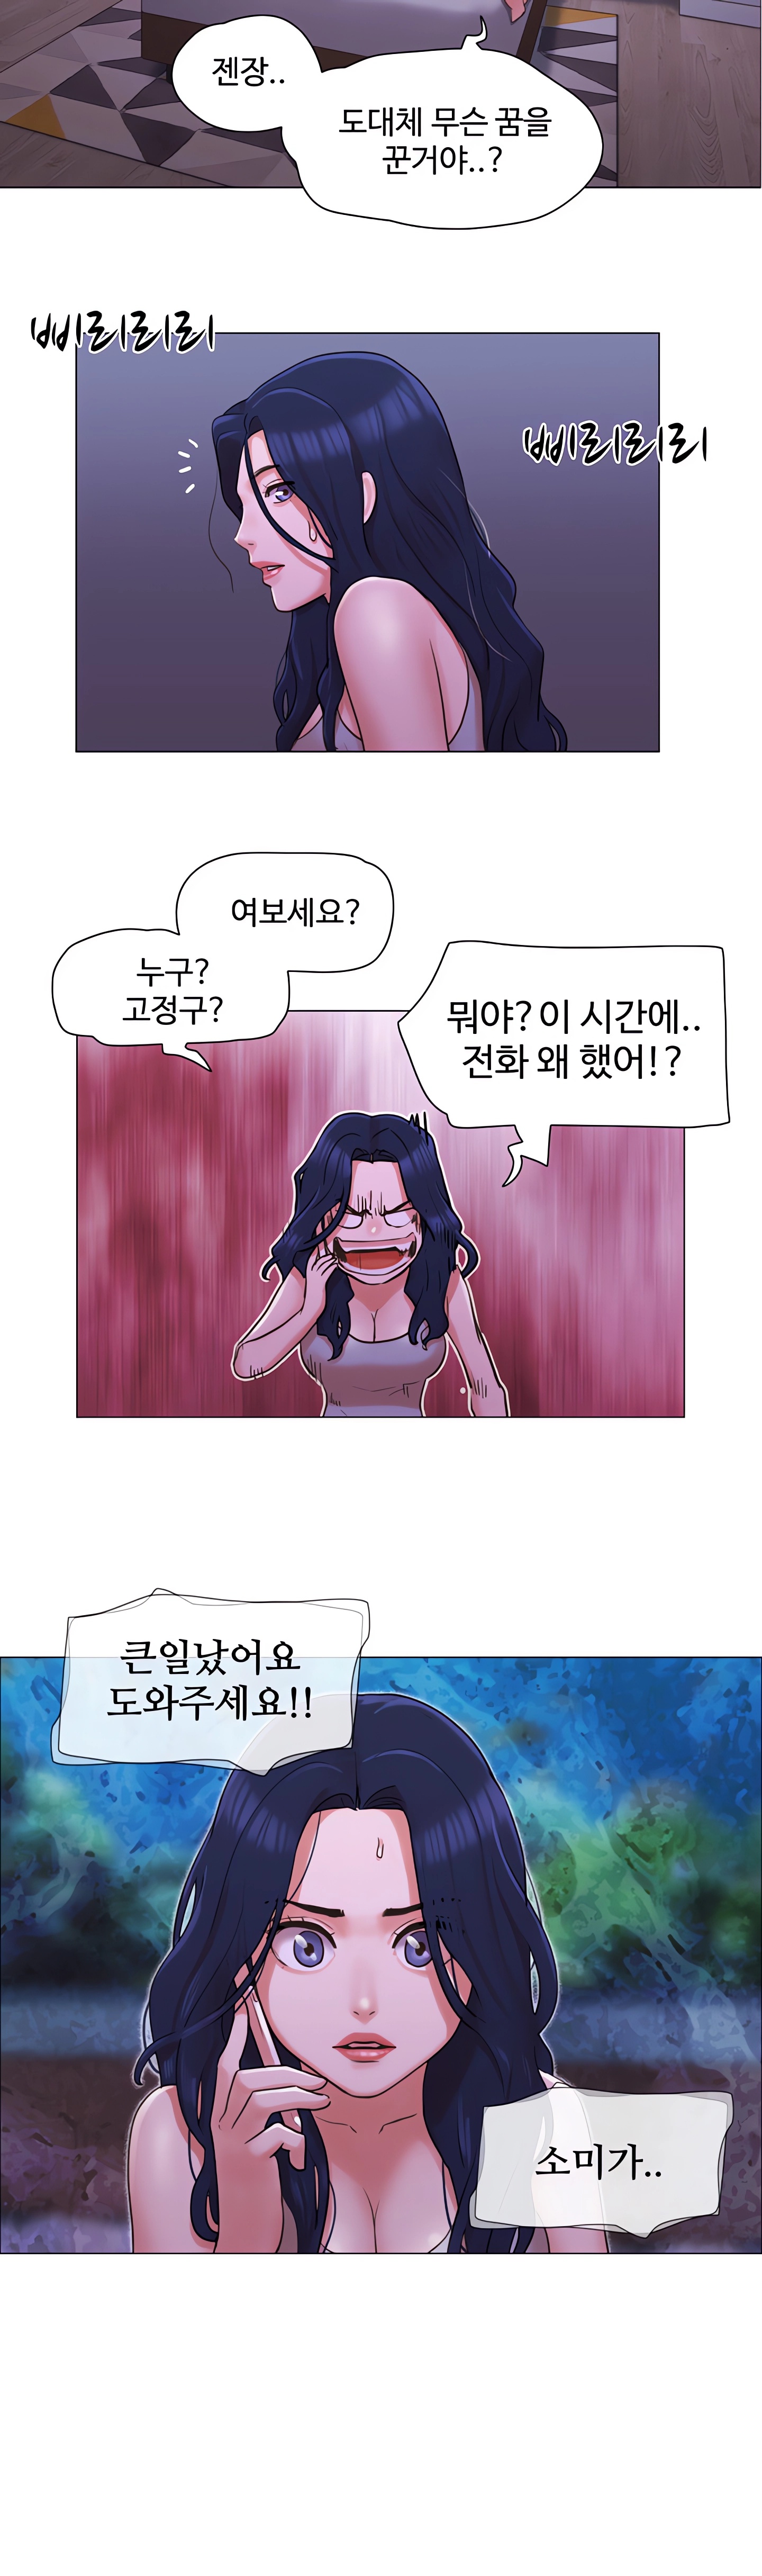 젠장..
도대체 무슨 꿈을
꾼거야..?
삐리리리
삐리리리
여보세요?
누구?
고정구?
뭐야? 이 시간에..
전화 왜 했어!?
큰일났어요
도와주세요!!
소미가..